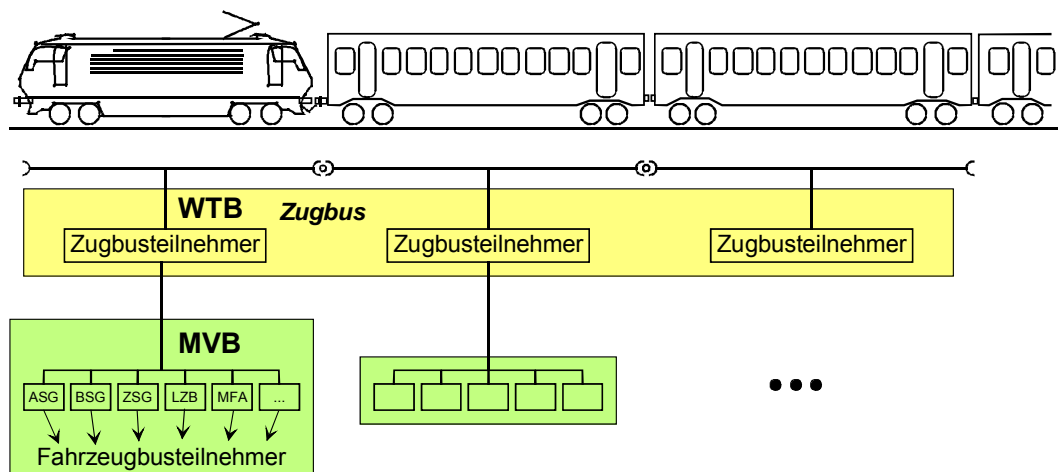 WTB Zugbus
Zugbusteilnehmer Zugbusteilnehmer Zugbusteilnehmer
MVB
ASG BSG ZSG LZB MFA ...
Fahrzeugbusteilnehmer